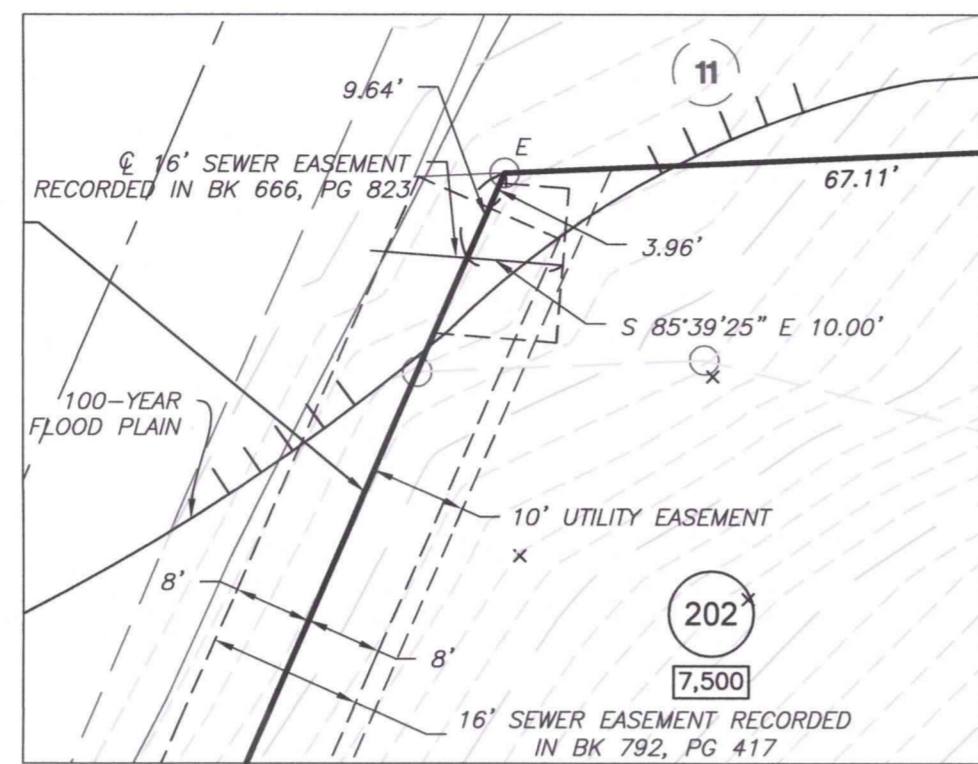 11
9.64'
E
℄ 16' SEWER EASEMENT
RECORDED IN BK 666, PG 823
67.11'
3.96'
S 85°39'25" E 10.00'
100-YEAR
FLOOD PLAIN
10' UTILITY EASEMENT
8'
8'
202
7,500
16' SEWER EASEMENT RECORDED
IN BK 792, PG 417